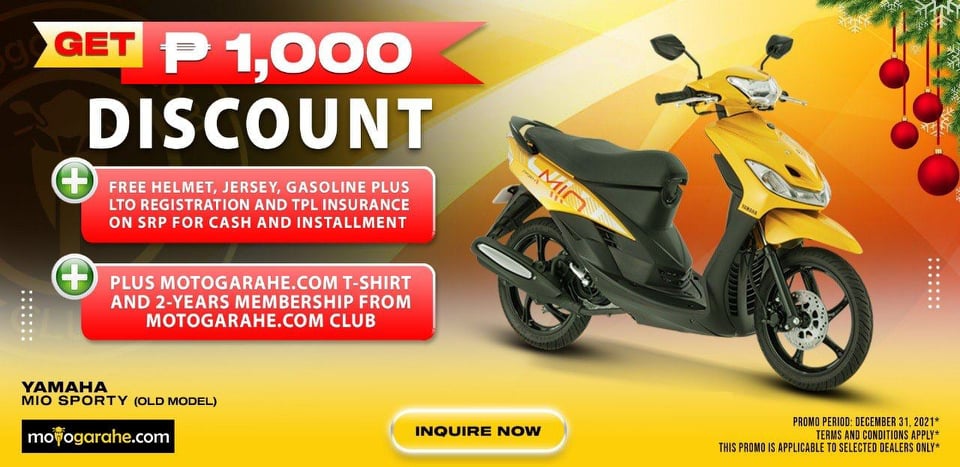 GET ₱ 1,000
DISCOUNT
FREE HELMET, JERSEY, GASOLINE PLUS
LTO REGISTRATION AND TPL INSURANCE
ON SRP FOR CASH AND INSTALLMENT
PLUS MOTOGARAHE.COM T-SHIRT
AND 2-YEARS MEMBERSHIP FROM
MOTOGARAHE.COM CLUB
YAMAHA
MIO SPORTY (OLD MODEL)
motogarahe.com
INQUIRE NOW
PROMO PERIOD: DECEMBER 31, 2021*
TERMS AND CONDITIONS APPLY*
THIS PROMO IS APPLICABLE TO SELECTED DEALERS ONLY*
MIO
YAMAHA